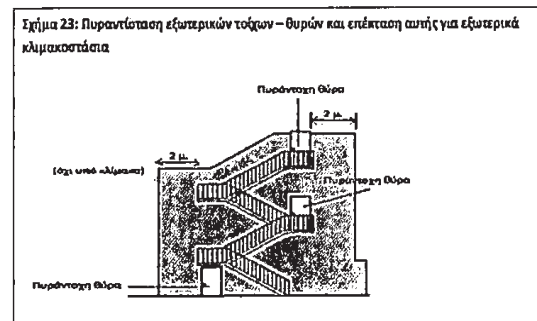 Σχήμα 23: Πυραντίσταση εξωτερικών τοίχων – θυρών και επέκταση αυτής για εξωτερικά
κλιμακοστάσια
Πυράντοχη θύρα
2 μ.
2 μ.
(όχι υπό κλίμακα)
Πυράντοχη θύρα
Πυράντοχη θύρα